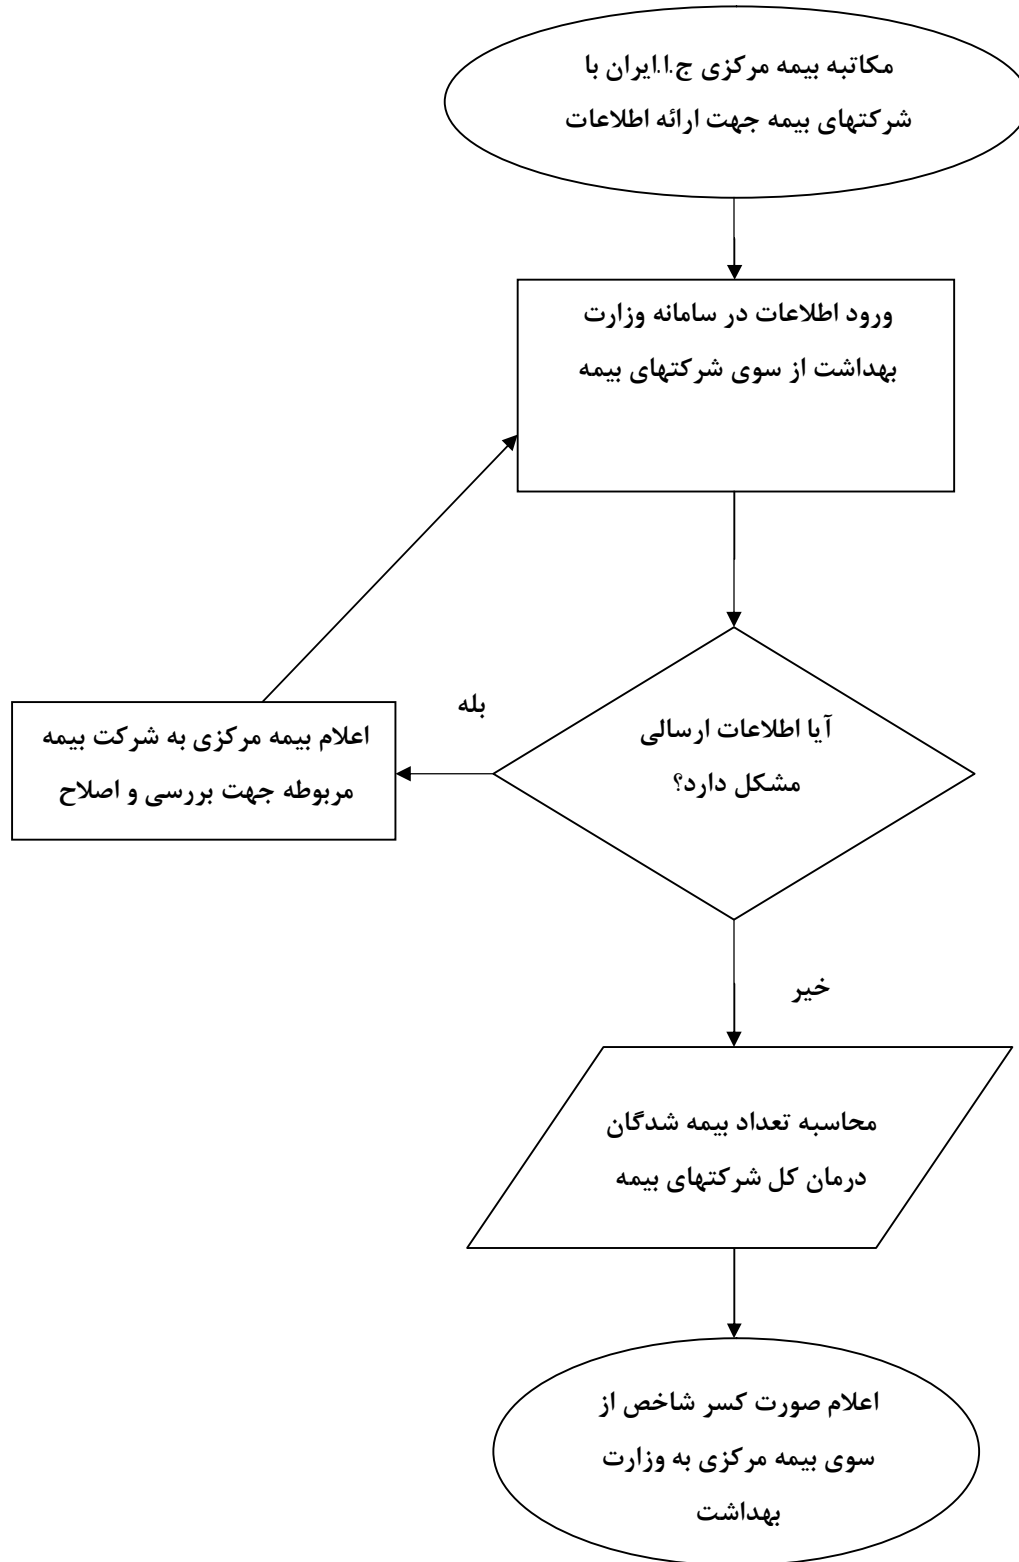 مکاتبه بیمه مرکزی ج.ا.ایران با
شرکتهای بیمه جهت ارائه اطلاعات
ورود اطلاعات در سامانه وزارت
بهداشت از سوی شرکتهای بیمه
آیا اطلاعات ارسالی
مشکل دارد؟
بله
اعلام بیمه مرکزی به شرکت بیمه
مربوطه جهت بررسی و اصلاح
خیر
محاسبه تعداد بیمه شدگان
درمان کل شرکتهای بیمه
اعلام صورت کسر شاخص از
سوی بیمه مرکزی به وزارت
بهداشت